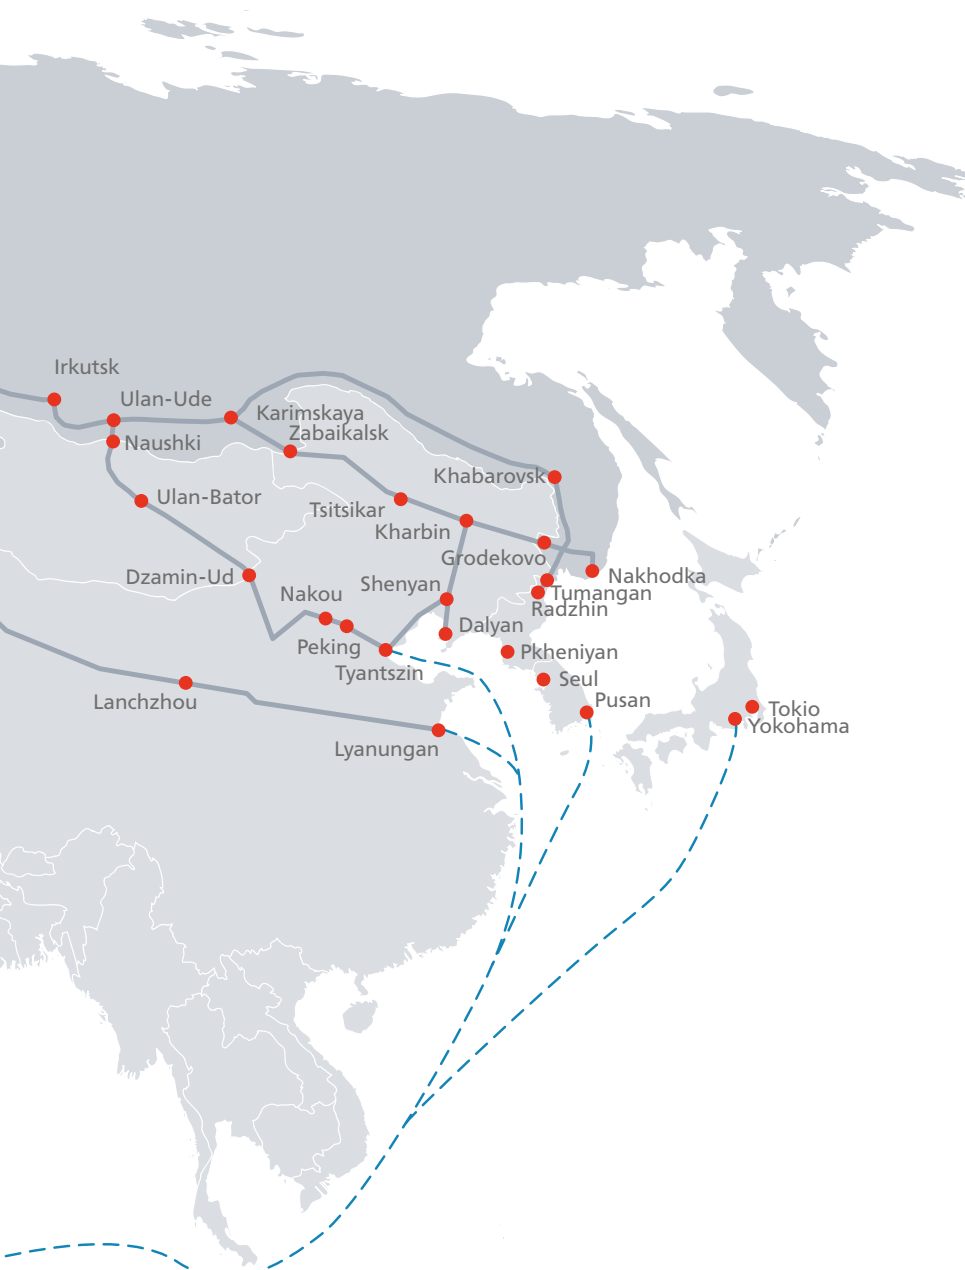 Irkutsk
Ulan-Ude
Karimskaya
Zabaikalsk
Naushki
Khabarovsk
Ulan-Bator
Tsitsikar
Kharbin
Grodekovo
Dzamin-Ud
Shenyan
Nakhodka
Nakou
Tumangan
Radzhin
Dalyan
Peking
Pkheniyan
Tyantszin
Seul
Lanchzhou
Pusan
Tokio
Yokohama
Lyanungan